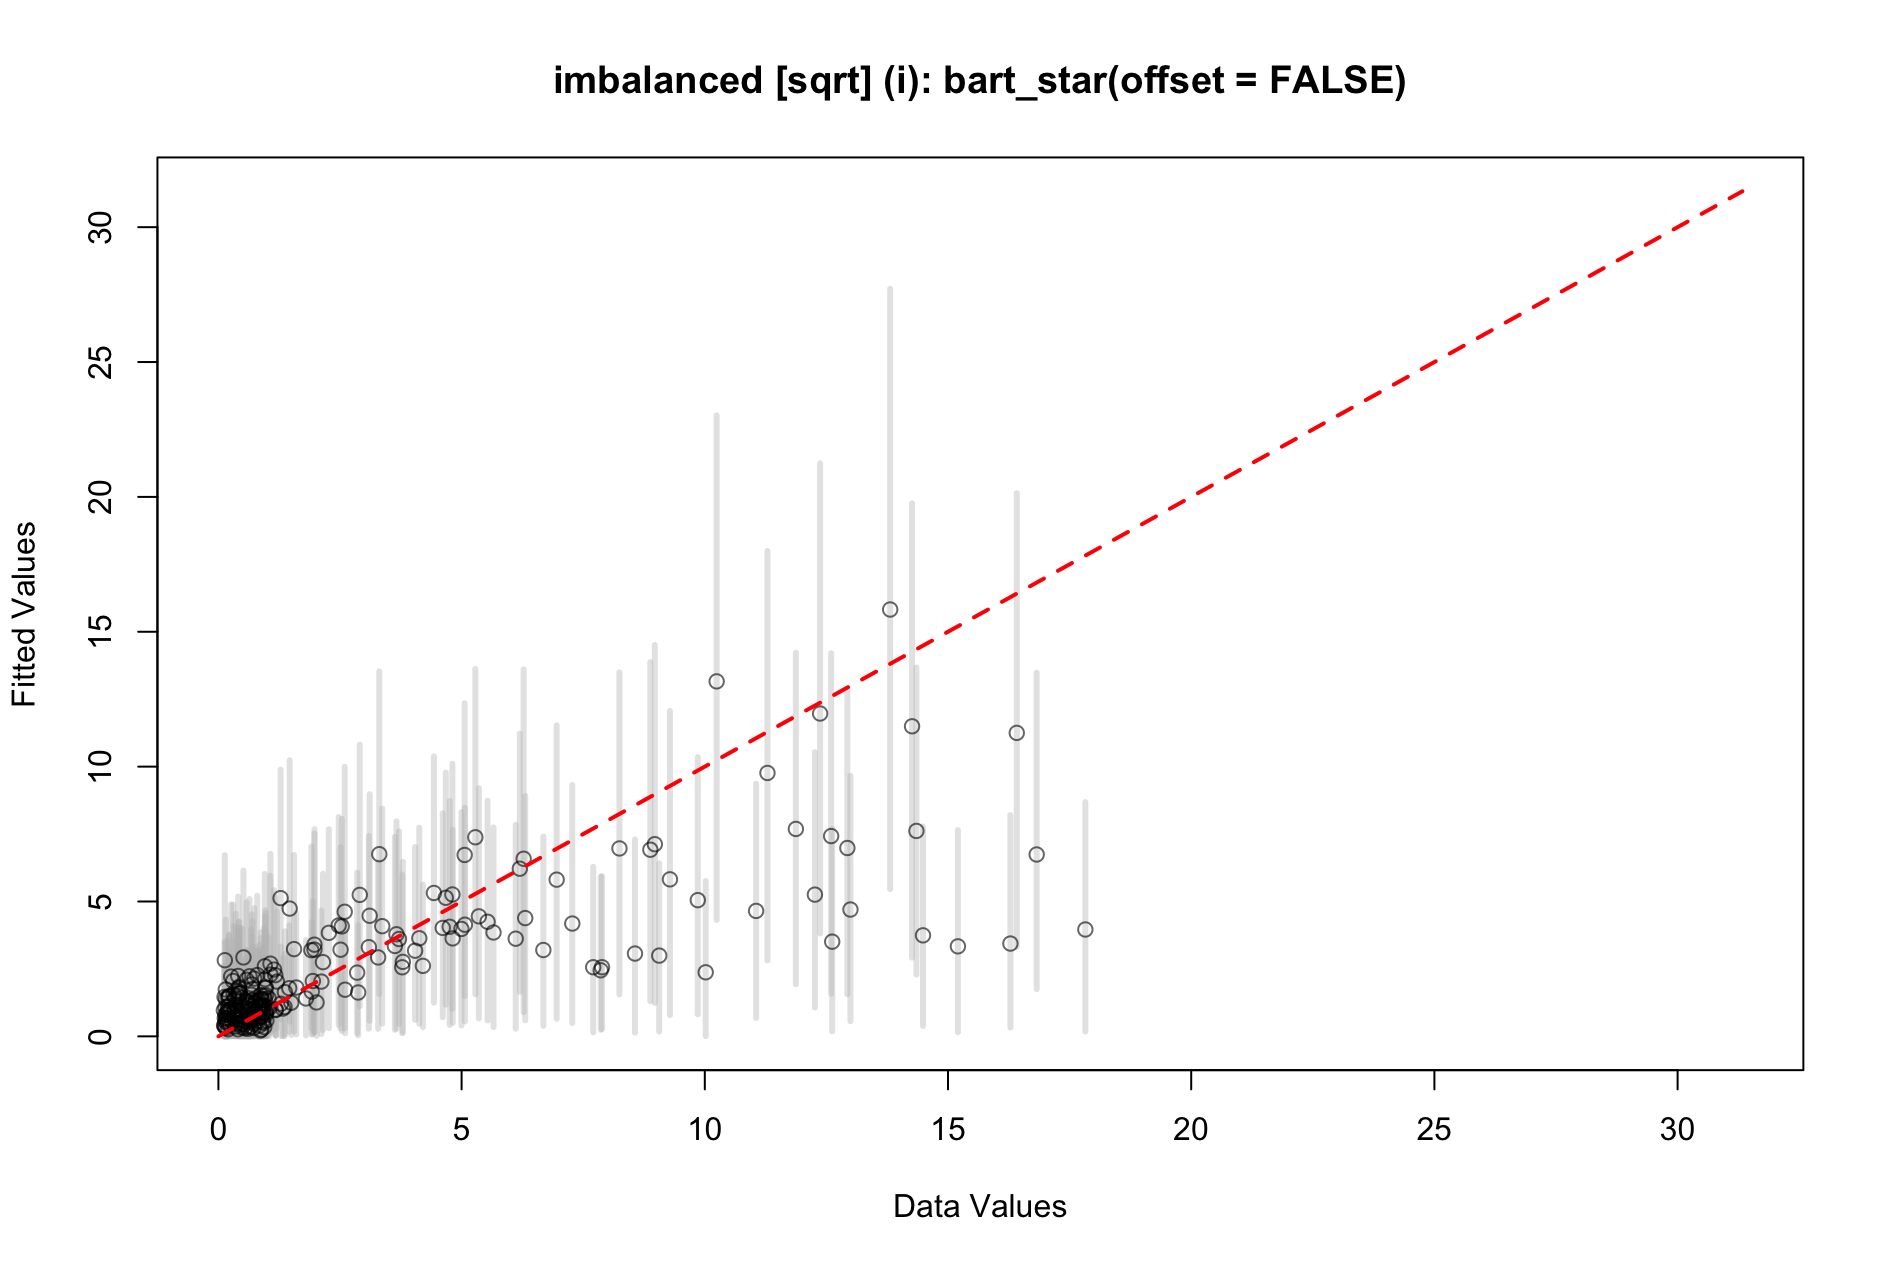 imbalanced [sqrt] (i): bart_star(offset = FALSE)
Fitted Values
30
25
20
15
10
5
0
0 5 10 15 20 25 30
Data Values